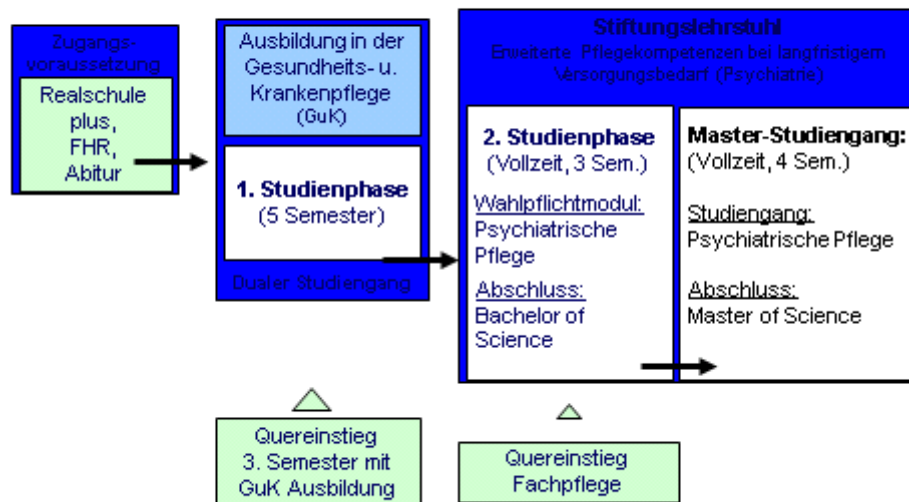 Zugangs-
voraussetzung
Realschule
plus,
FHR,
Abitur
Ausbildung in der
Gesundheits- u.
Krankenpflege
(GuK)
1. Studienphase
(5 Semester)
Dualer Studiengang
Stiftungslehrstuhl
Erweiterte Pflegekompetenzen bei langfristigem
Versorgungsbedarf (Psychiatrie)
2. Studienphase
(Vollzeit, 3 Sem.)
Wahlpflichtmodul:
Psychiatrische
Pflege
Abschluss:
Bachelor of
Science
Master-Studiengang:
(Vollzeit, 4 Sem.)
Studiengang:
Psychiatrische Pflege
Abschluss:
Master of Science
Quereinstieg
3. Semester mit
GuK Ausbildung
Quereinstieg
Fachpflege